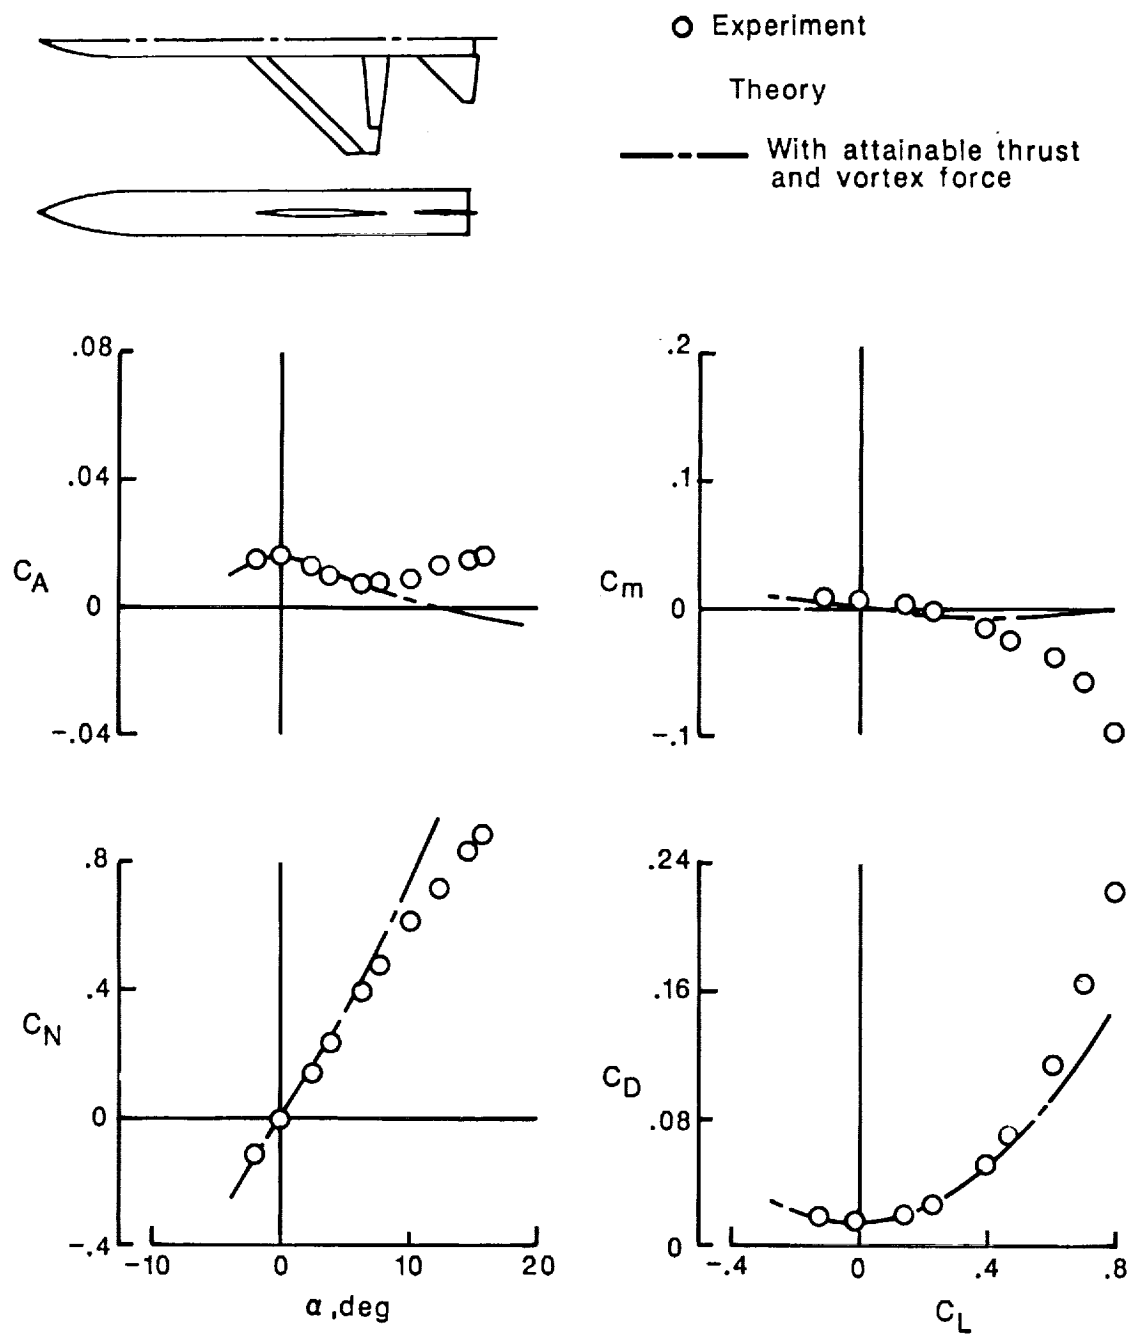 Experiment
Theory
With attainable thrust
and vortex force
.08
.04
0
-.04
C_A
.2
.1
0
-.1
C_m
.8
.4
0
-.4
C_N
-10 0 10 20
α, deg
.24
.16
.08
0
C_D
-.4 0 .4 .8
C_L